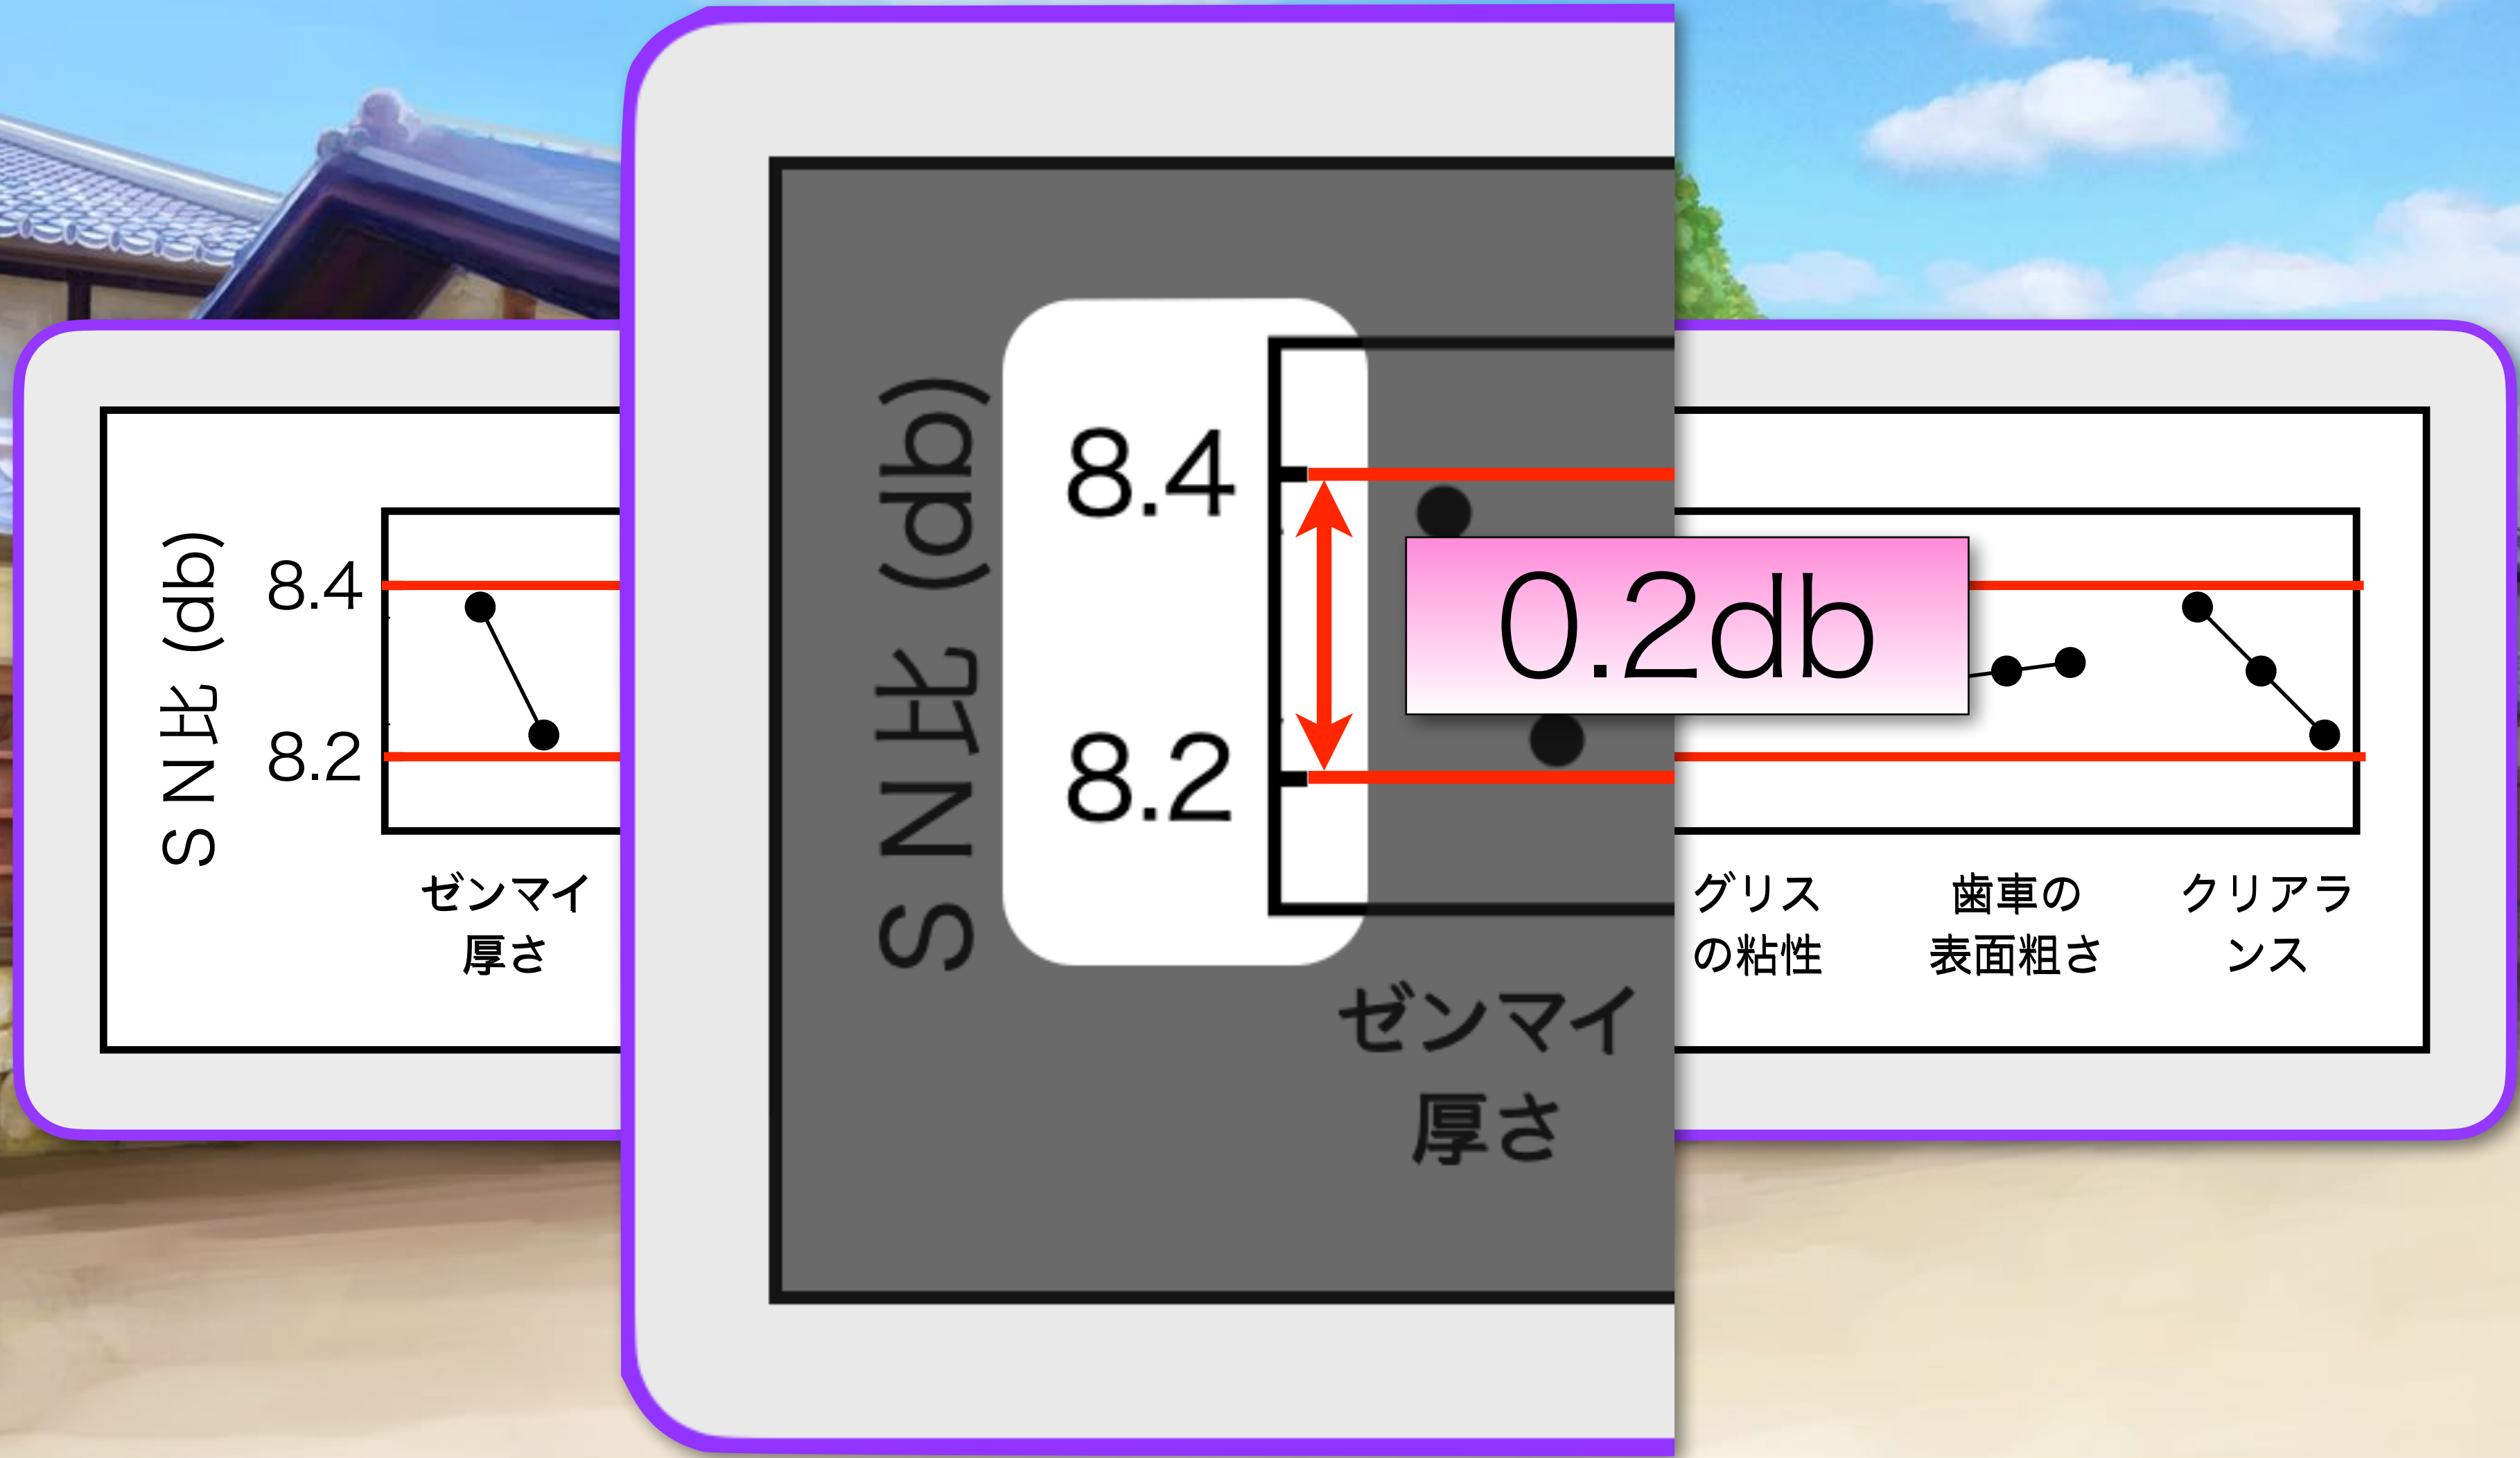 SN比 (db)
8.4
8.2
ゼンマイ
厚さ
SN比 (db)
8.4
8.2
0.2db
ゼンマイ
厚さ
グリス
の粘性
歯車の
表面粗さ
クリアラ
ンス